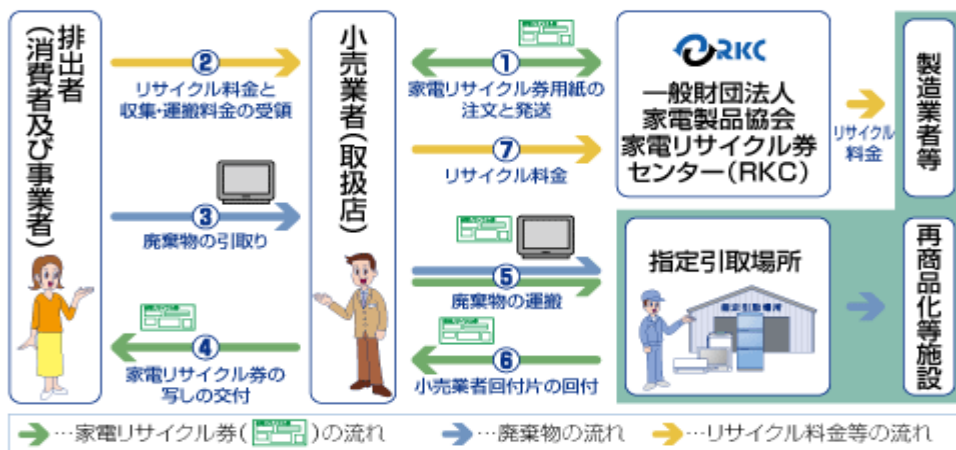 排出者
(消費者及び事業者)
②
リサイクル料金と
収集・運搬料金の受領
③
廃棄物の引取り
④
家電リサイクル券の
写しの交付
小売業者(取扱店)
①
家電リサイクル券用紙の
注文と発送
⑦
リサイクル料金
⑤
廃棄物の運搬
⑥
小売業者回付片の回付
RKC
一般財団法人
家電製品協会
家電リサイクル券
センター(RKC)
リサイクル
料金
製造業者等
指定引取場所
指定引取場所
再商品化等施設
…家電リサイクル券( )の流れ
…廃棄物の流れ
…リサイクル料金等の流れ